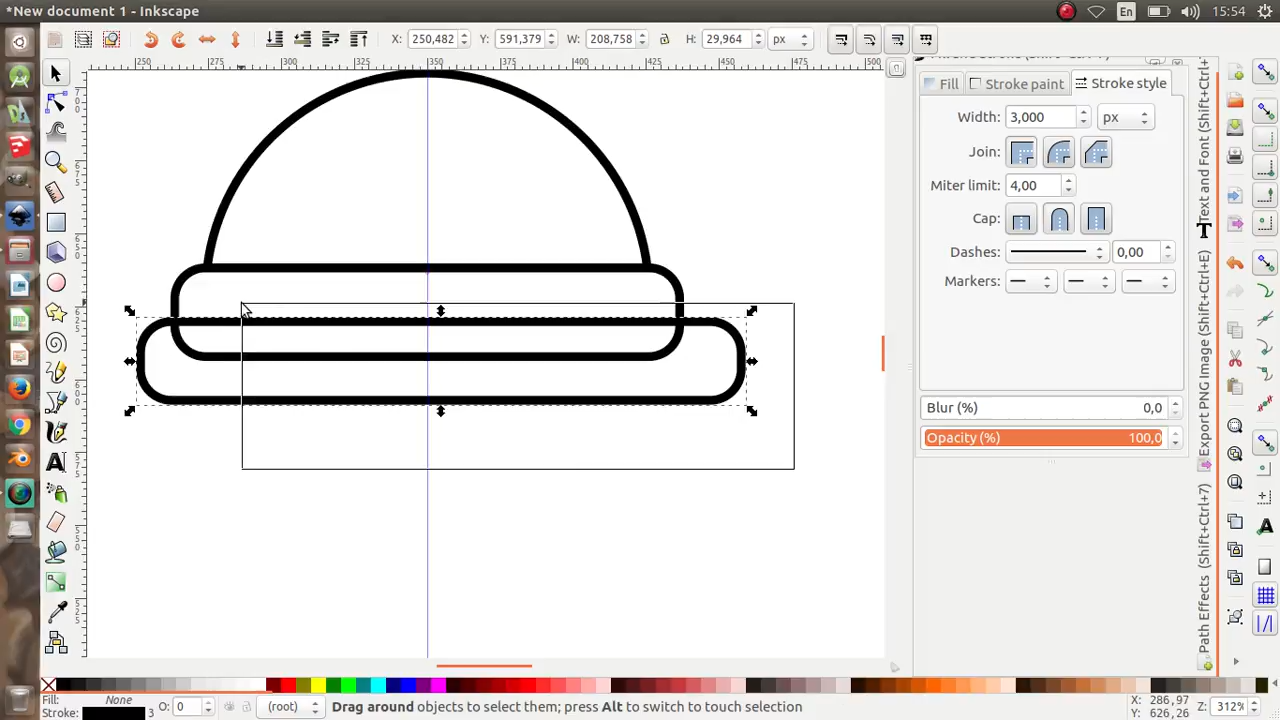 *New document 1 - Inkscape
En
15:54
X: 250,482
Y: 591,379
W: 208,758
H: 29,964
px
250
275
300
325
350
375
400
425
450
475
500
Fill
Stroke paint
Stroke style
Width: 3,000 px
Join:
Miter limit: 4,00
Cap:
Dashes: 0,00
Markers:
Blur (%) 0,0
Opacity (%) 100,0
Text and Font (Shift+Ctrl+
Export PNG Image (Shift+Ctrl+E)
Path Effects (Shift+Ctrl+7)
Fill: None
Stroke: 3
O: 0
(root)
Drag around objects to select them; press Alt to switch to touch selection
X: 286,97
Y: 626,26
Z: 312%